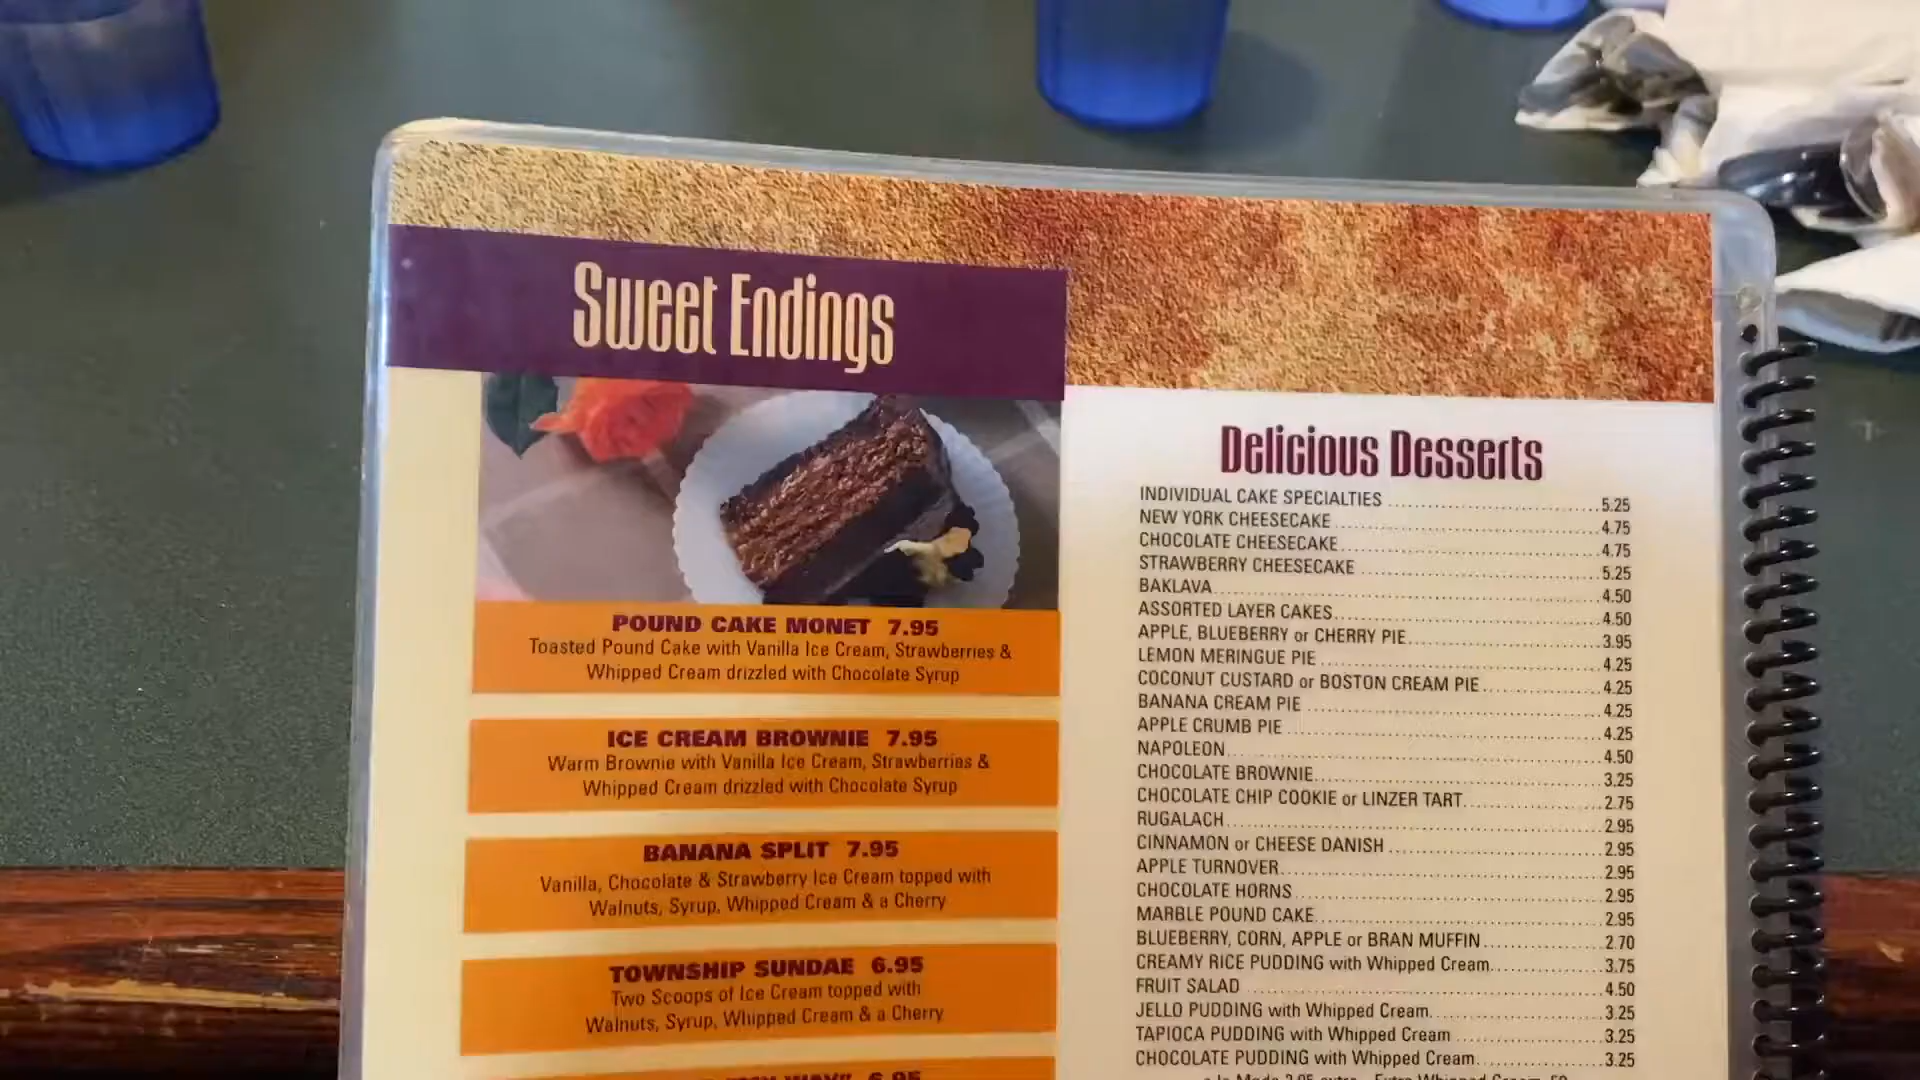 Sweet Endings
POUND CAKE MONET 7.95
Toasted Pound Cake with Vanilla Ice Cream, Strawberries &
Whipped Cream drizzled with Chocolate Syrup
ICE CREAM BROWNIE 7.95
Warm Brownie with Vanilla Ice Cream, Strawberries &
Whipped Cream drizzled with Chocolate Syrup
BANANA SPLIT 7.95
Vanilla, Chocolate & Strawberry Ice Cream topped with
Walnuts, Syrup, Whipped Cream & a Cherry
TOWNSHIP SUNDAE 6.95
Two Scoops of Ice Cream topped with
Walnuts, Syrup, Whipped Cream & a Cherry
6.95
Delicious Desserts
INDIVIDUAL CAKE SPECIALTIES 5.25
NEW YORK CHEESECAKE 4.75
CHOCOLATE CHEESECAKE 4.75
STRAWBERRY CHEESECAKE 5.25
BAKLAVA 4.50
ASSORTED LAYER CAKES 4.50
APPLE, BLUEBERRY or CHERRY PIE 3.95
LEMON MERINGUE PIE 4.25
COCONUT CUSTARD or BOSTON CREAM PIE 4.25
BANANA CREAM PIE 4.25
APPLE CRUMB PIE 4.25
NAPOLEON 4.50
CHOCOLATE BROWNIE 3.25
CHOCOLATE CHIP COOKIE or LINZER TART 2.75
RUGALACH 2.95
CINNAMON or CHEESE DANISH 2.95
APPLE TURNOVER 2.95
CHOCOLATE HORNS 2.95
MARBLE POUND CAKE 2.95
BLUEBERRY, CORN, APPLE or BRAN MUFFIN 2.70
CREAMY RICE PUDDING with Whipped Cream 3.75
FRUIT SALAD 4.50
JELLO PUDDING with Whipped Cream 3.25
TAPIOCA PUDDING with Whipped Cream 3.25
CHOCOLATE PUDDING with Whipped Cream 3.25